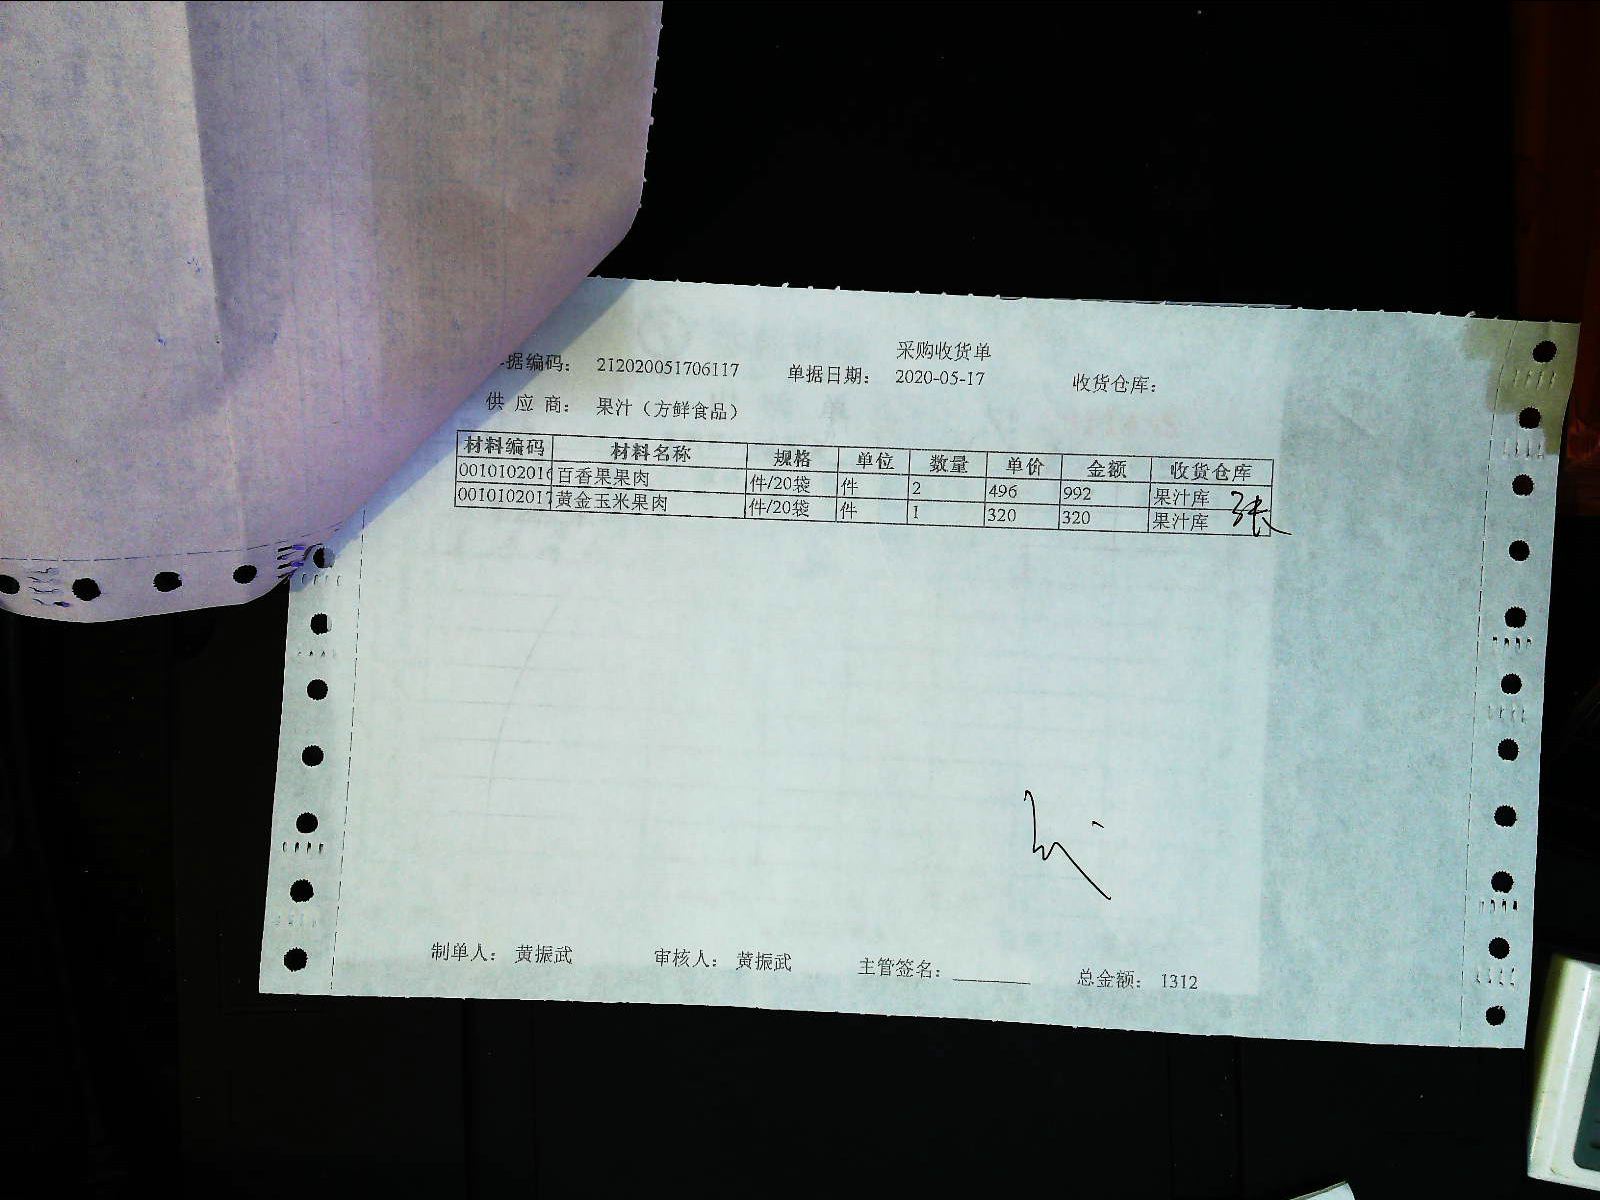 采购收货单
据编码： 212020051706117 单据日期： 2020-05-17 收货仓库：
供 应 商： 果汁（方鲜食品）
材料编码 材料名称 规格 单位 数量 单价 金额 收货仓库
0010102016 百香果果肉 件/20袋 件 2 496 992 果汁库
0010102017 黄金玉米果肉 件/20袋 件 1 320 320 果汁库
制单人： 黄振武 审核人： 黄振武 主管签名： 总金额： 1312